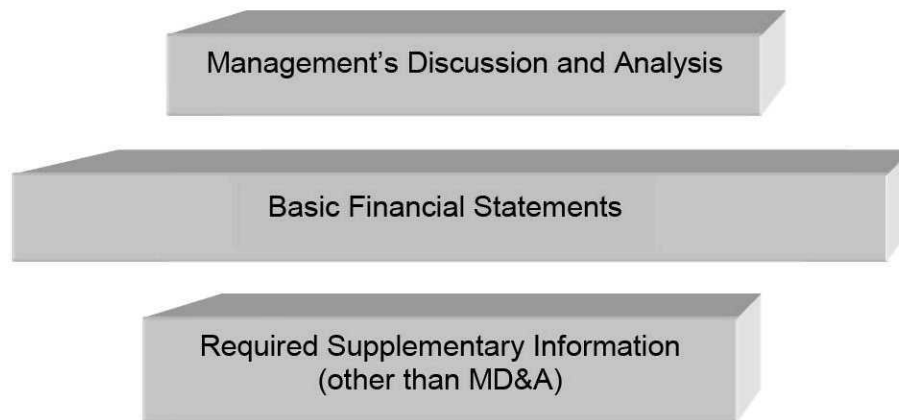 Management’s Discussion and Analysis
Basic Financial Statements
Required Supplementary Information
(other than MD&A)